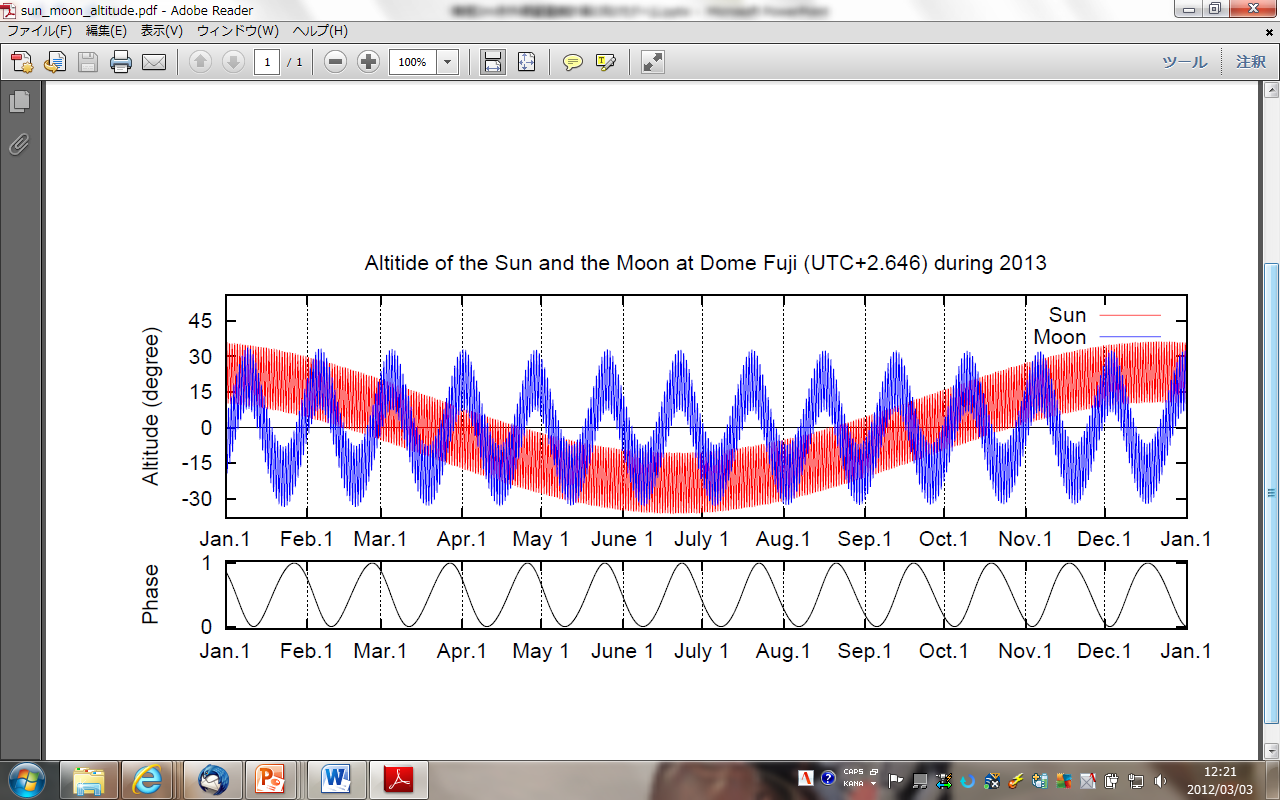 sun_moon_altitude.pdf - Adobe Reader
ファイル(F) 編集(E) 表示(V) ウィンドウ(W) ヘルプ(H)
1 / 1 100% ツール 注釈
Altitide of the Sun and the Moon at Dome Fuji (UTC+2.646) during 2013
Sun
Moon
Altitude (degree)
45
30
15
0
-15
-30
Jan.1 Feb.1 Mar.1 Apr.1 May 1 June 1 July 1 Aug.1 Sep.1 Oct.1 Nov.1 Dec.1 Jan.1
Phase
1
0
Jan.1 Feb.1 Mar.1 Apr.1 May 1 June 1 July 1 Aug.1 Sep.1 Oct.1 Nov.1 Dec.1 Jan.1
CAPS
KANA
12:21
2012/03/03